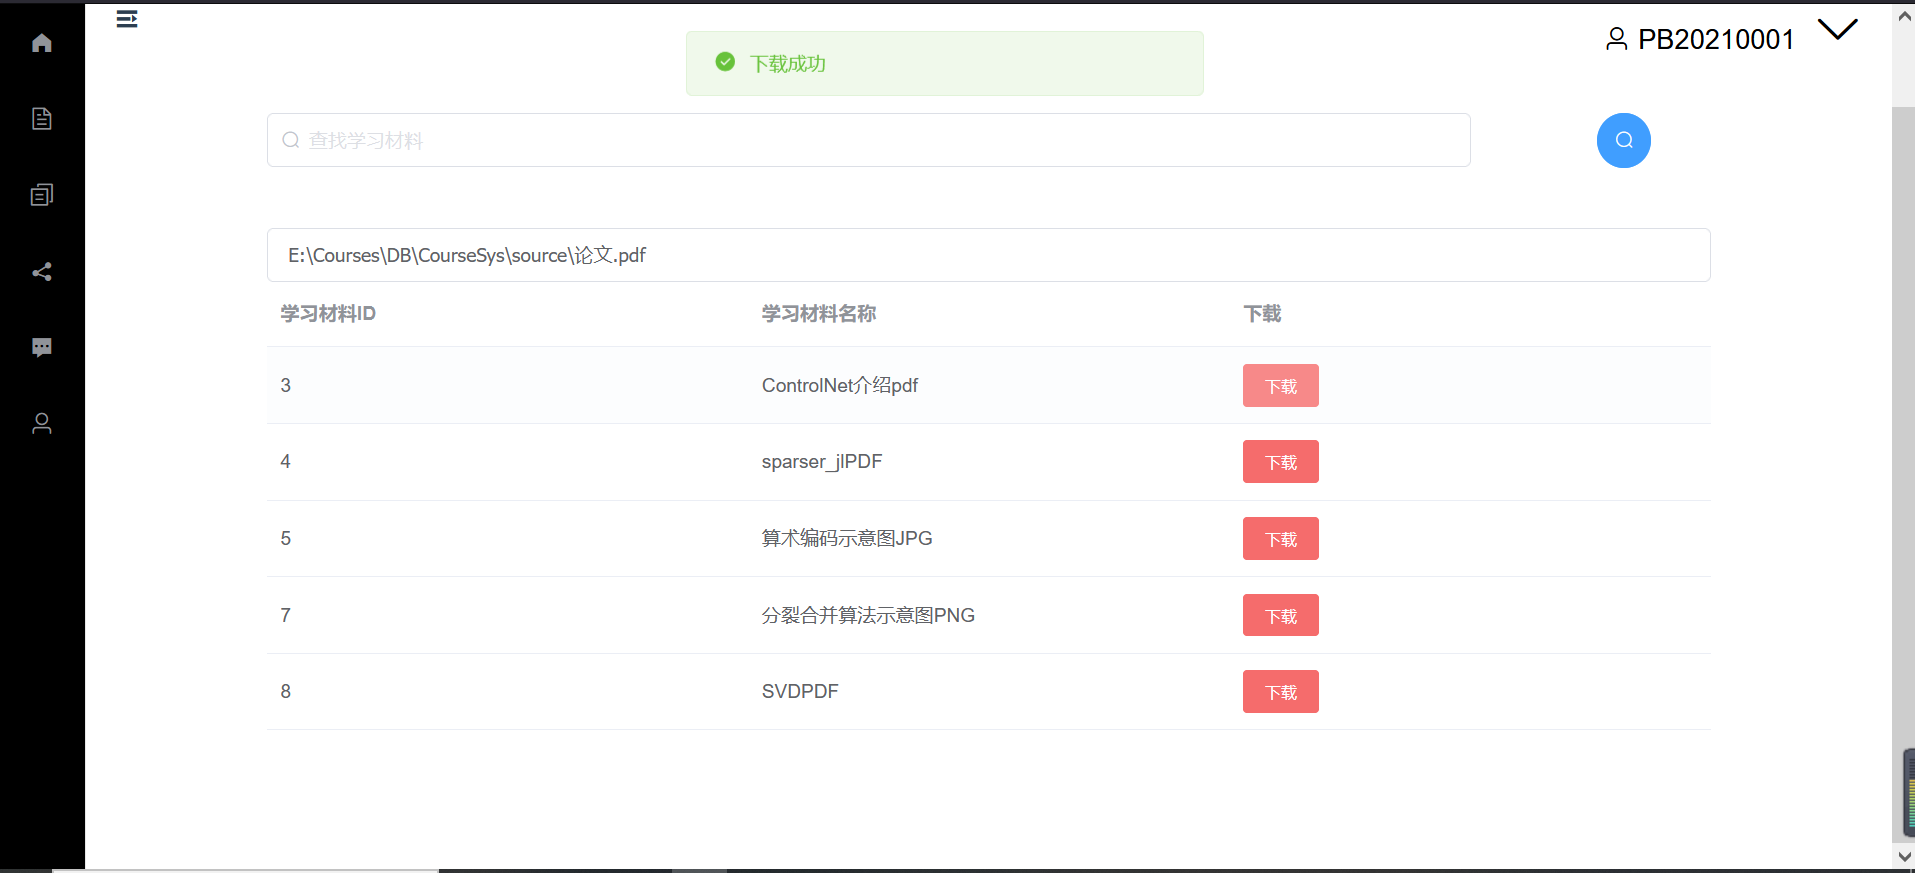 PB20210001
下载成功
查找学习材料
E:\Courses\DB\CourseSys\source\论文.pdf
学习材料ID 学习材料名称 下载
3 ControlNet介绍pdf 下载
4 sparser_jlPDF 下载
5 算术编码示意图JPG 下载
7 分裂合并算法示意图PNG 下载
8 SVDPDF 下载